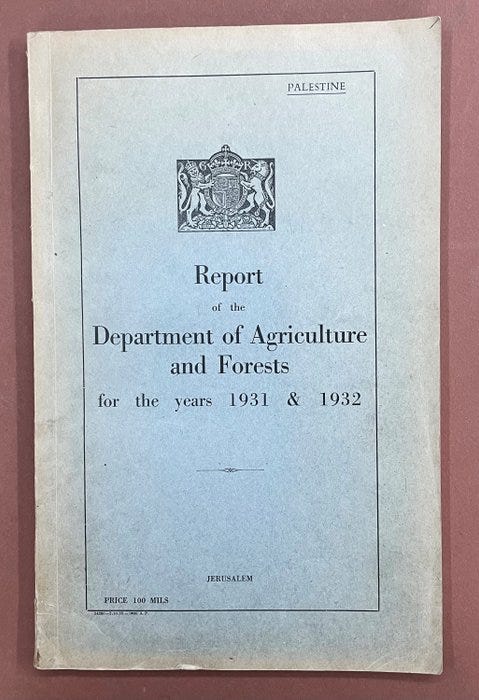 PALESTINE
G R
Report
of the
Department of Agriculture
and Forests
for the years 1931 & 1932
JERUSALEM
PRICE 100 MILS